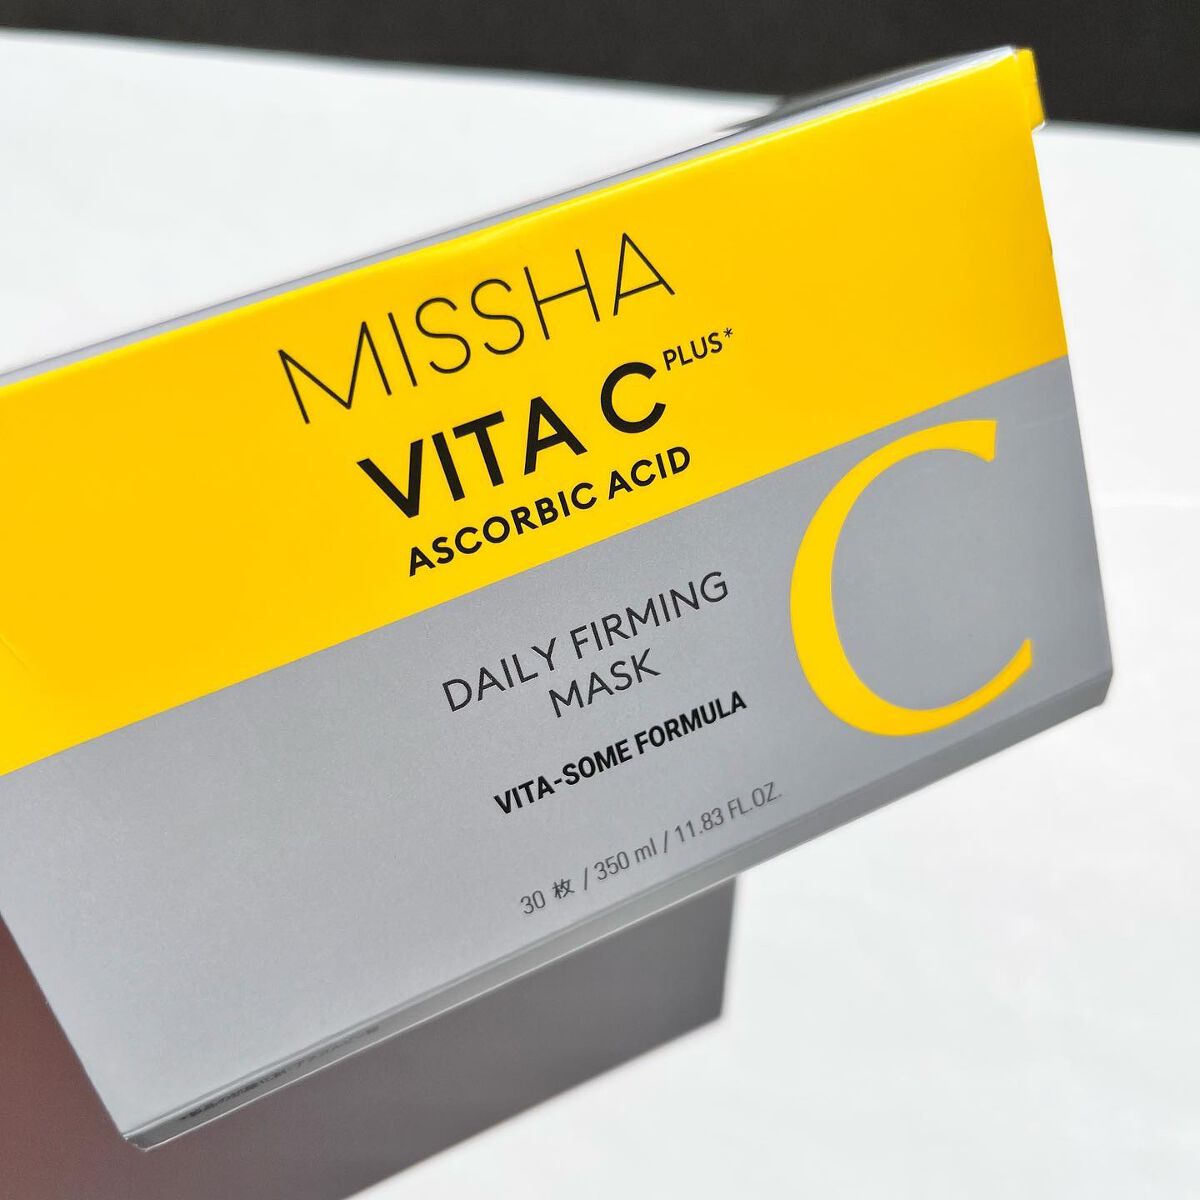 MISSHA
VITA C PLUS*
ASCORBIC ACID
C
DAILY FIRMING
MASK
VITA-SOME FORMULA
30 枚 / 350 ml / 11.83 FL.OZ.